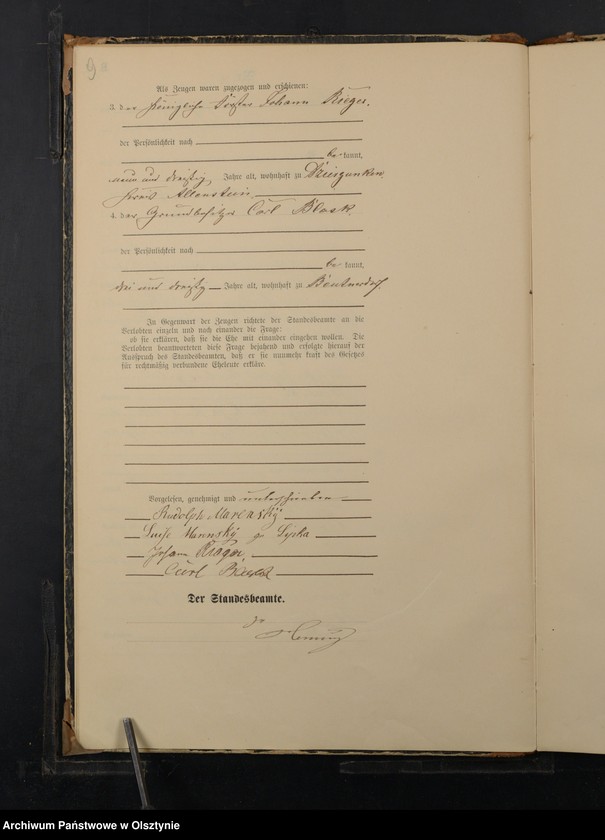 9
Als Zeugen waren zugezogen und erschienen:
3. der Königliche Förster Johann Krieger,
der Persönlichkeit nach
be kannt,
neun und dreißig, Jahre alt, wohnhaft zu
Kreis Allenstein
4. der Grundbesitzer Carl
der Persönlichkeit nach
be kannt,
drei und dreißig Jahre alt, wohnhaft zu
In Gegenwart der Zeugen richtete der Standesbeamte an die
Verlobten einzeln und nach einander die Frage:
ob sie erklären, daß sie die Ehe mit einander eingehen wollen. Die
Verlobten beantworteten diese Frage bejahend und erfolgte hierauf der
Ausspruch des Standesbeamten, daß er sie nunmehr kraft des Gesetzes
für rechtmäßig verbundene Eheleute erkläre.
Vorgelesen, genehmigt und unterschrieben
Rudolph
Luise
Johann
Carl
Der Standesbeamte.
Archiwum Państwowe w Olsztynie